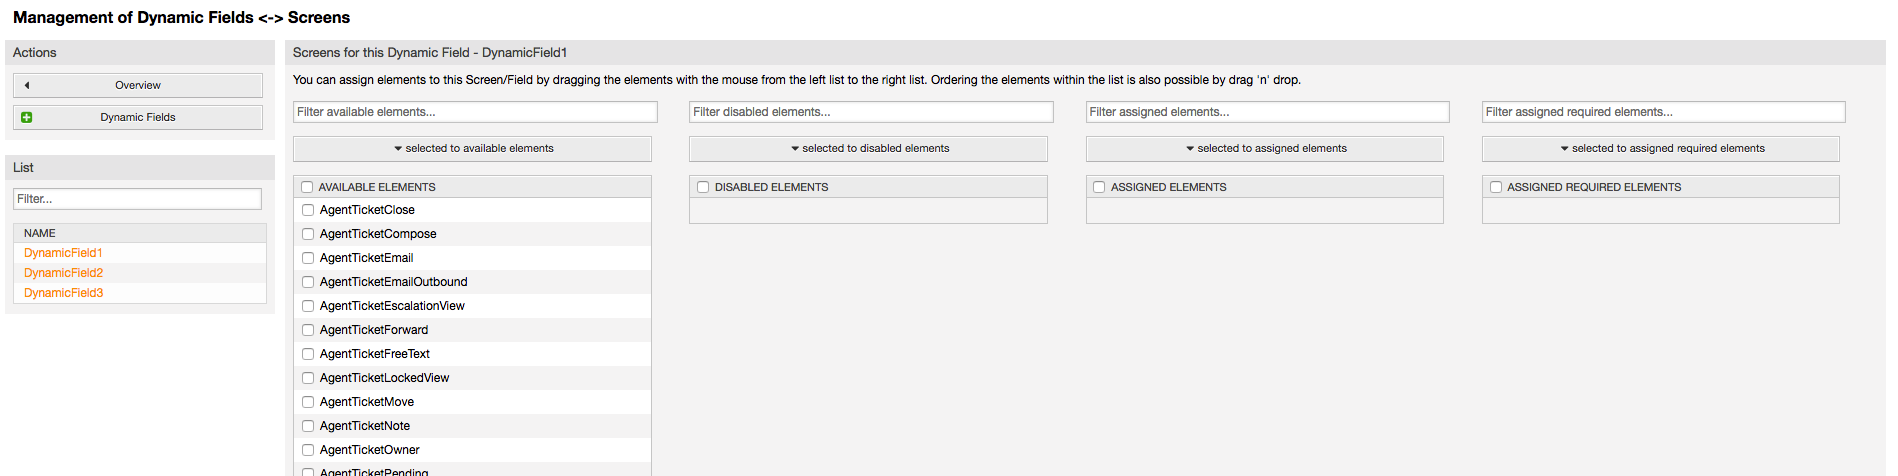 Management of Dynamic Fields <-> Screens
Actions
Overview
Dynamic Fields
List
Filter...
NAME
DynamicField1
DynamicField2
DynamicField3
Screens for this Dynamic Field - DynamicField1
You can assign elements to this Screen/Field by dragging the elements with the mouse from the left list to the right list. Ordering the elements within the list is also possible by drag 'n' drop.
Filter available elements...
selected to available elements
AVAILABLE ELEMENTS
AgentTicketClose
AgentTicketCompose
AgentTicketEmail
AgentTicketEmailOutbound
AgentTicketEscalationView
AgentTicketForward
AgentTicketFreeText
AgentTicketLockedView
AgentTicketMove
AgentTicketNote
AgentTicketOwner
AgentTicketPending
Filter disabled elements...
selected to disabled elements
DISABLED ELEMENTS
Filter assigned elements...
selected to assigned elements
ASSIGNED ELEMENTS
Filter assigned required elements...
selected to assigned required elements
ASSIGNED REQUIRED ELEMENTS